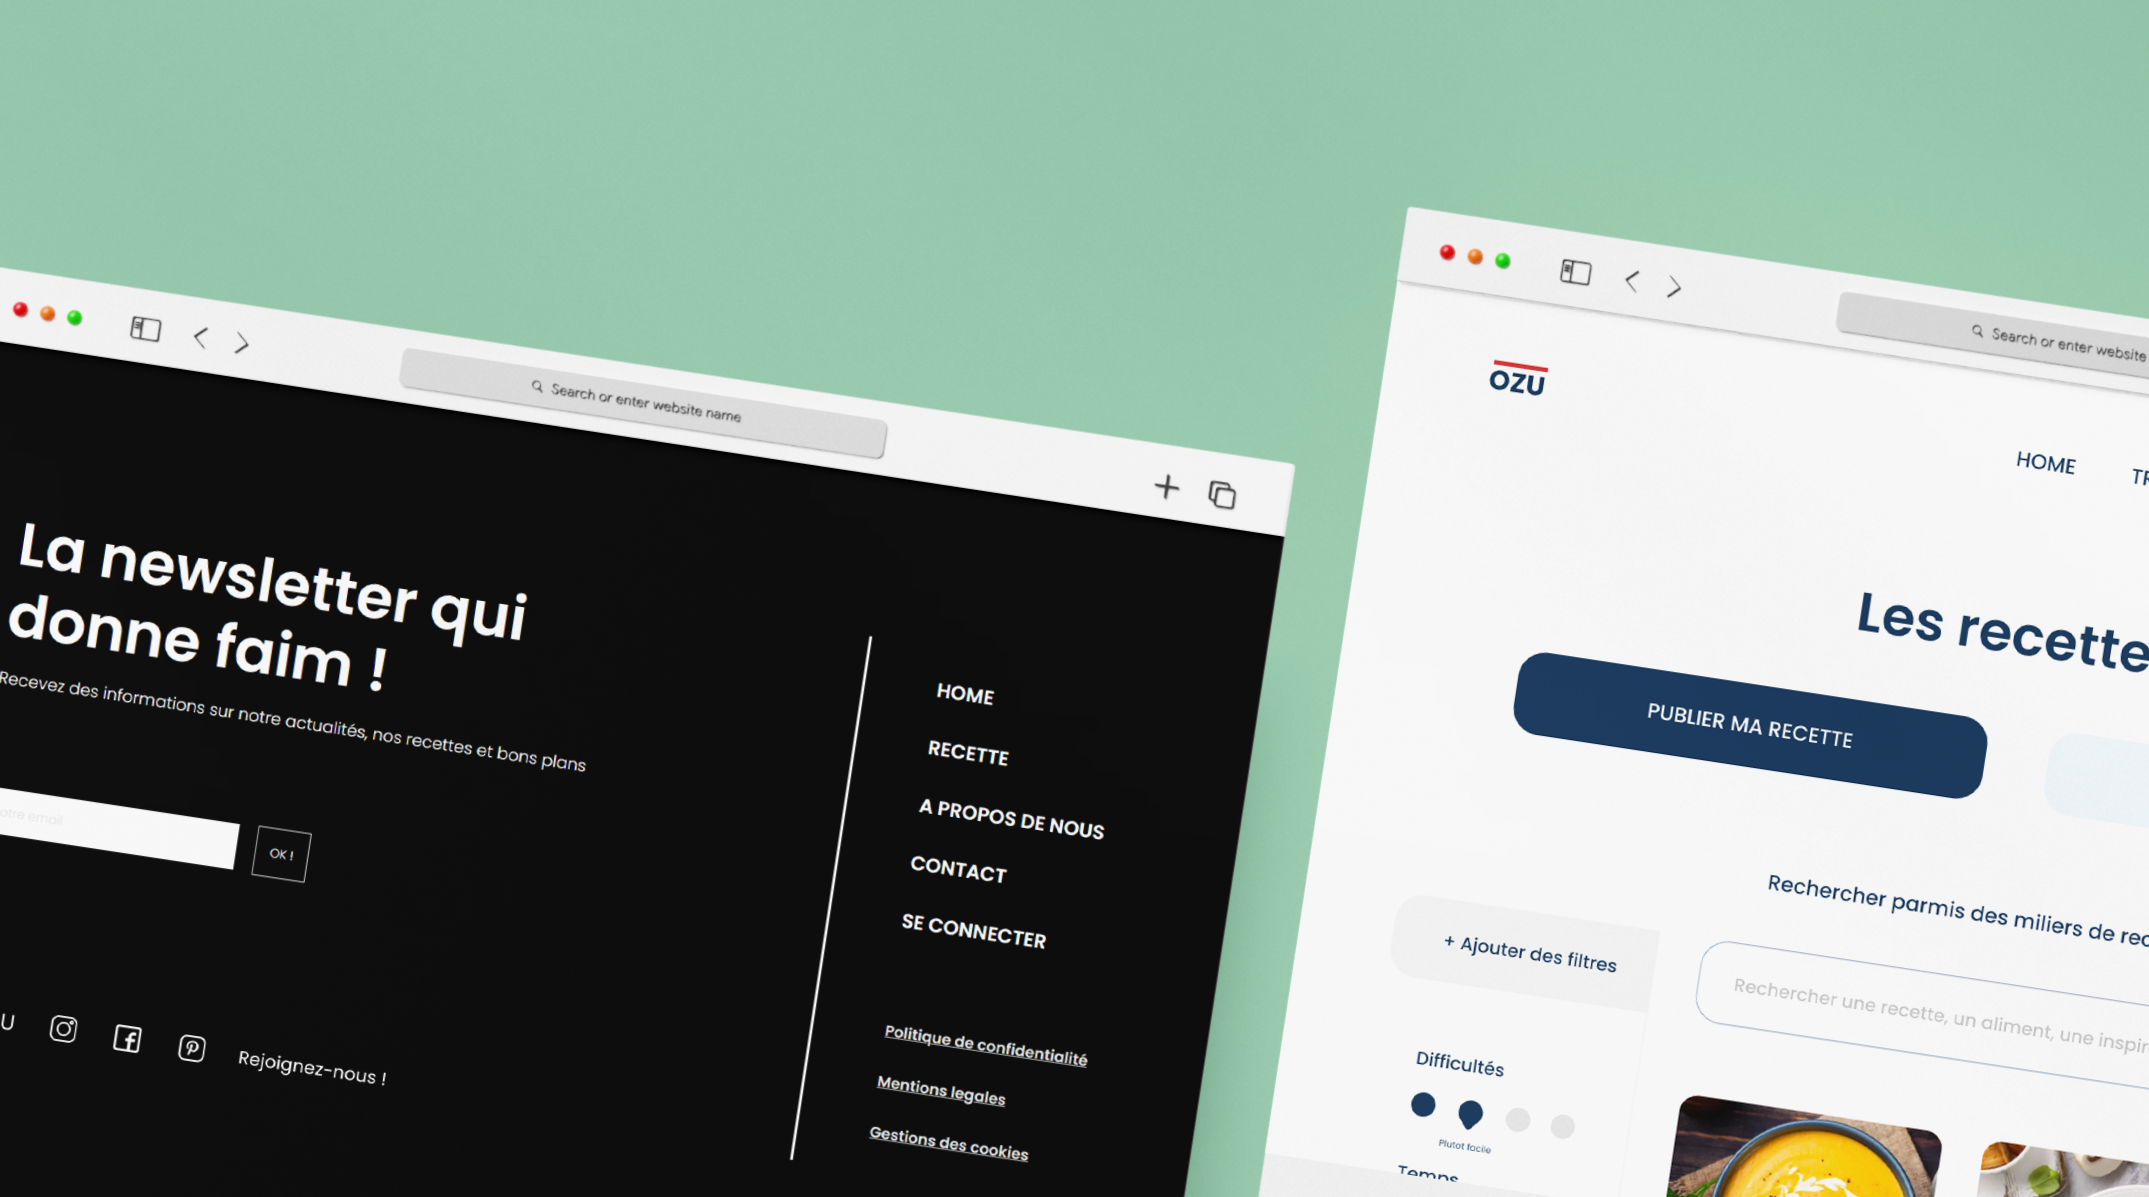 Search or enter website name
La newsletter qui
donne faim !
Recevez des informations sur notre actualités, nos recettes et bons plans
email
OK !
U
Rejoignez-nous !
HOME
RECETTE
A PROPOS DE NOUS
CONTACT
SE CONNECTER
Politique de confidentialité
Mentions legales
Gestions des cookies
Search or enter website
OZU
HOME
TR
Les recette
PUBLIER MA RECETTE
Rechercher parmis des miliers de rec
+ Ajouter des filtres
Rechercher une recette, un aliment, une inspir
Difficultés
Plutot facile
Temps